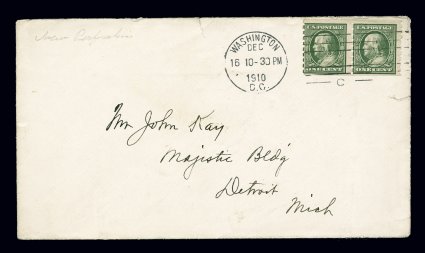 WASHINGTON
DEC
16 10-30 PM
1910
D.C.
U.S. POSTAGE U.S. POSTAGE
ONE CENT ONE CENT
C
Mr John Kay
Majistic Bldg
Detroit
Mich